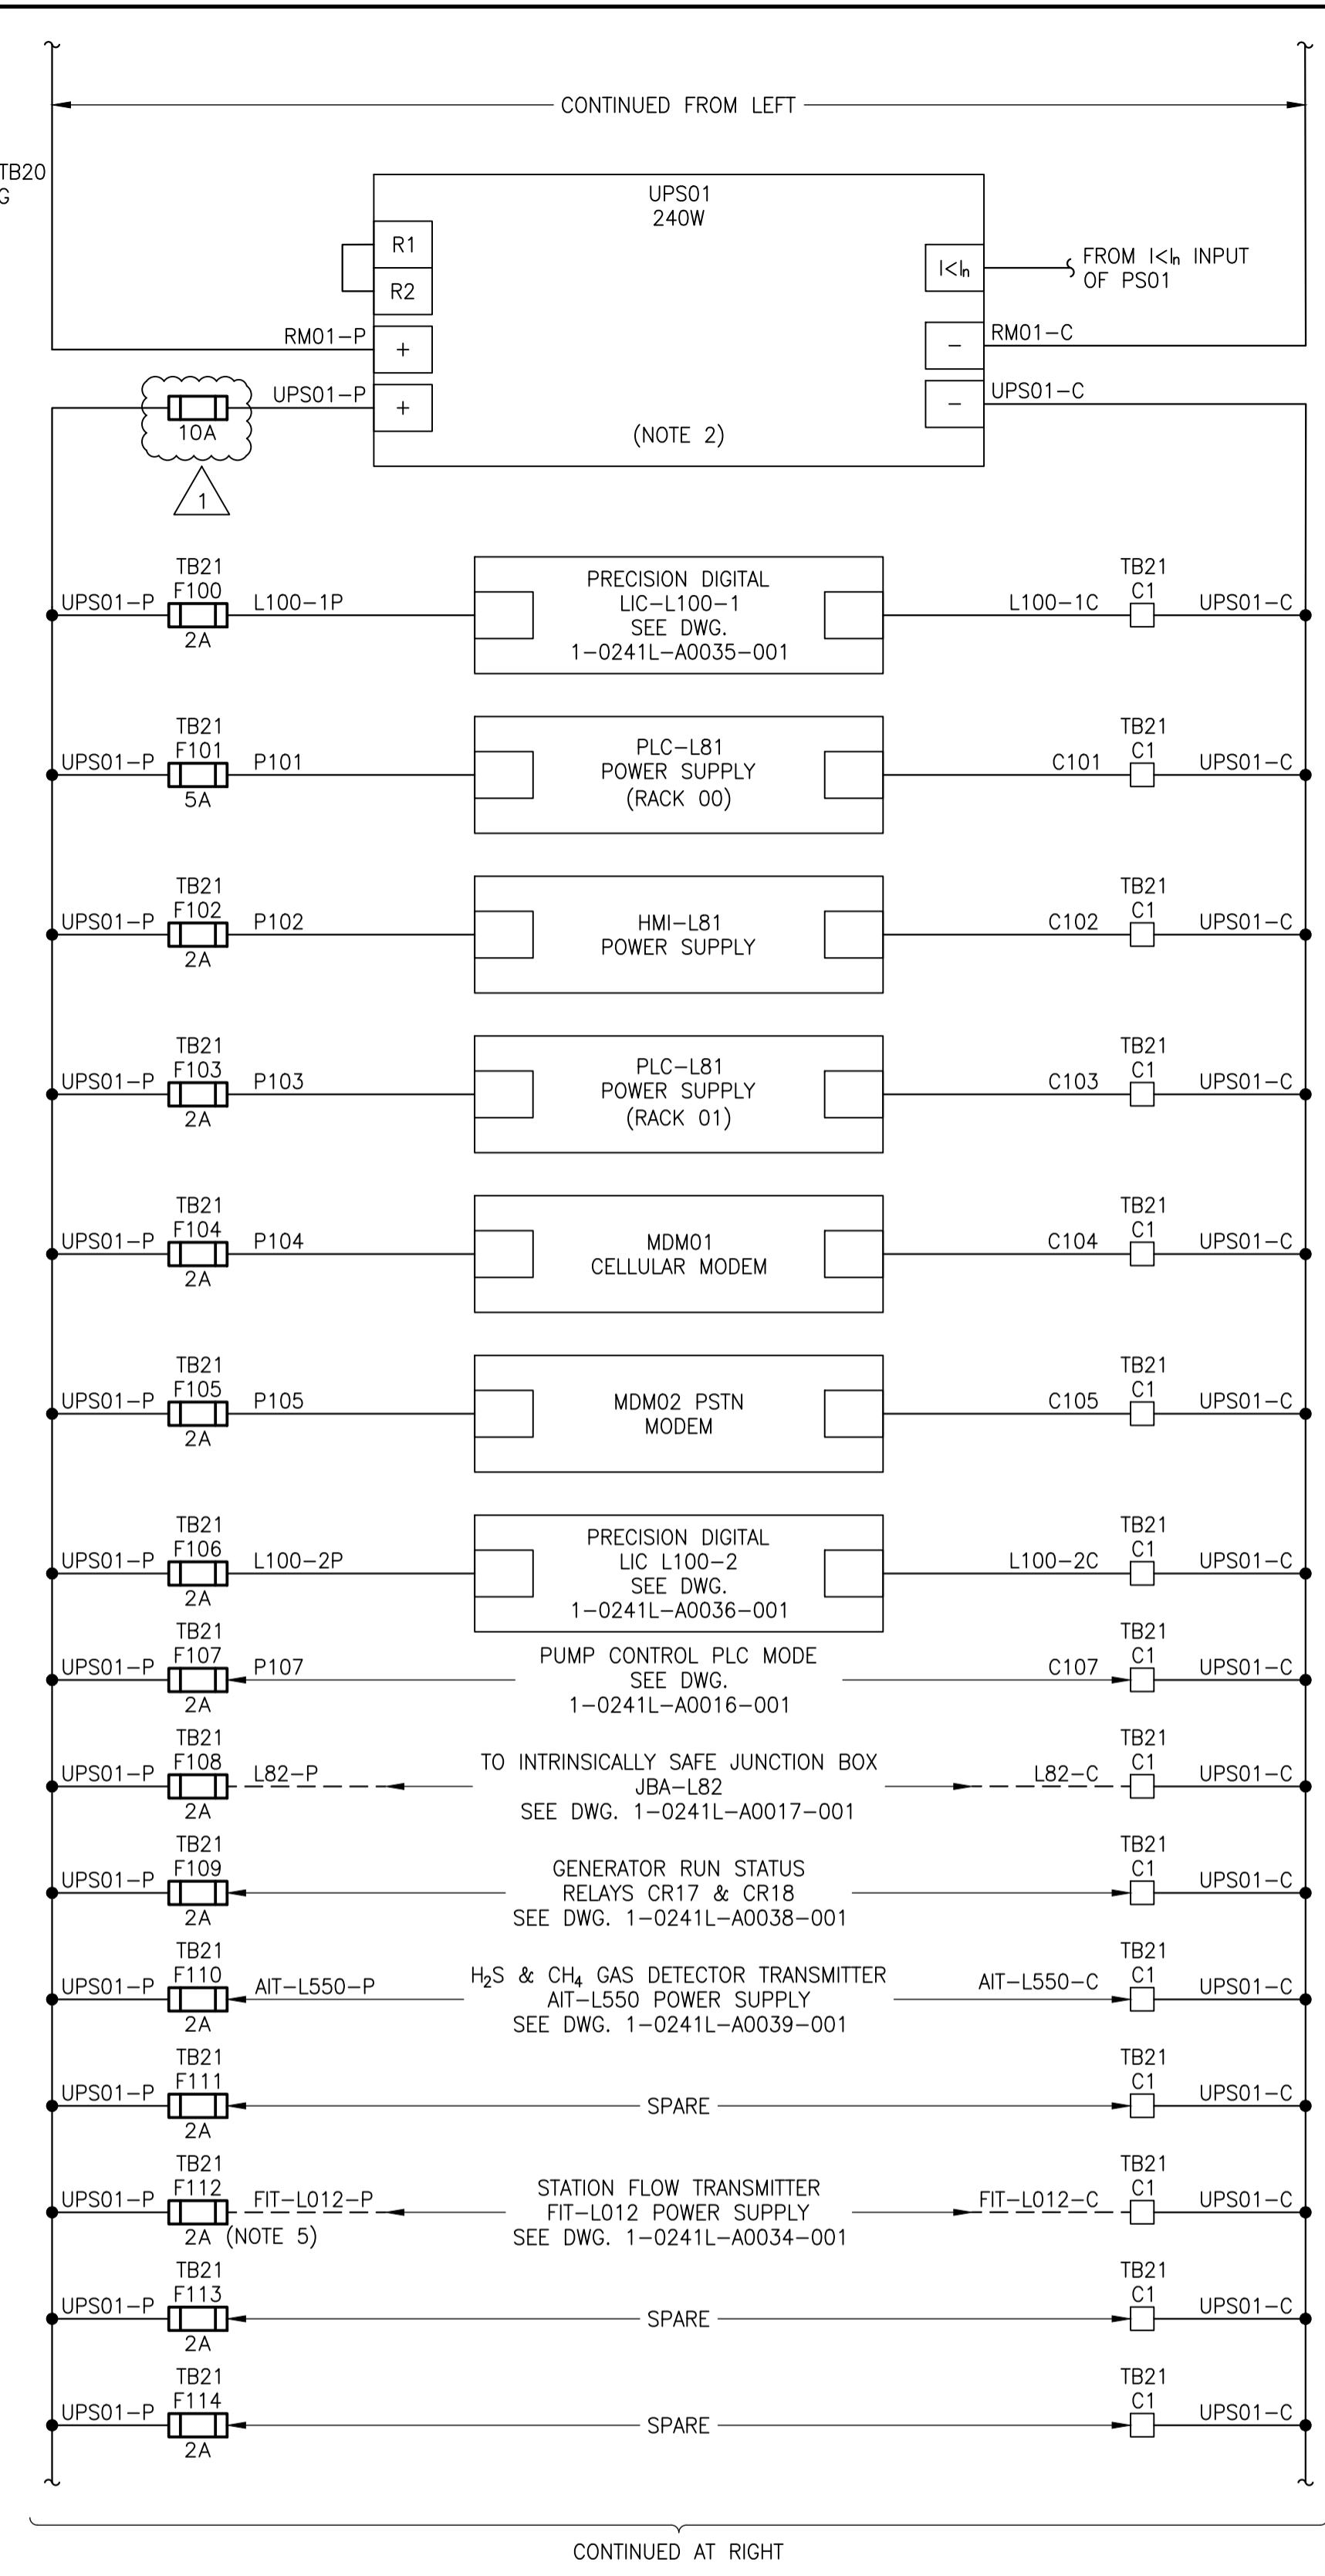 CONTINUED FROM LEFT
TB20
G
UPS01
240W
R1
R2
I<In
FROM I<In INPUT
OF PS01
RM01-P
+
-
RM01-C
UPS01-P
+
-
UPS01-C
10A
(NOTE 2)
1
TB21
F100
UPS01-P
L100-1P
2A
PRECISION DIGITAL
LIC-L100-1
SEE DWG.
1-0241L-A0035-001
L100-1C
TB21
C1
UPS01-C
TB21
F101
UPS01-P
P101
5A
PLC-L81
POWER SUPPLY
(RACK 00)
C101
TB21
C1
UPS01-C
TB21
F102
UPS01-P
P102
2A
HMI-L81
POWER SUPPLY
C102
TB21
C1
UPS01-C
TB21
F103
UPS01-P
P103
2A
PLC-L81
POWER SUPPLY
(RACK 01)
C103
TB21
C1
UPS01-C
TB21
F104
UPS01-P
P104
2A
MDM01
CELLULAR MODEM
C104
TB21
C1
UPS01-C
TB21
F105
UPS01-P
P105
2A
MDM02 PSTN
MODEM
C105
TB21
C1
UPS01-C
TB21
F106
UPS01-P
L100-2P
2A
PRECISION DIGITAL
LIC L100-2
SEE DWG.
1-0241L-A0036-001
L100-2C
TB21
C1
UPS01-C
TB21
F107
UPS01-P
P107
2A
PUMP CONTROL PLC MODE
SEE DWG.
1-0241L-A0016-001
C107
TB21
C1
UPS01-C
TB21
F108
UPS01-P
L82-P
2A
TO INTRINSICALLY SAFE JUNCTION BOX
JBA-L82
SEE DWG. 1-0241L-A0017-001
L82-C
TB21
C1
UPS01-C
TB21
F109
UPS01-P
2A
GENERATOR RUN STATUS
RELAYS CR17 & CR18
SEE DWG. 1-0241L-A0038-001
TB21
C1
UPS01-C
TB21
F110
UPS01-P
AIT-L550-P
2A
H₂S & CH₄ GAS DETECTOR TRANSMITTER
AIT-L550 POWER SUPPLY
SEE DWG. 1-0241L-A0039-001
AIT-L550-C
TB21
C1
UPS01-C
TB21
F111
UPS01-P
2A
SPARE
TB21
C1
UPS01-C
TB21
F112
UPS01-P
FIT-L012-P
2A (NOTE 5)
STATION FLOW TRANSMITTER
FIT-L012 POWER SUPPLY
SEE DWG. 1-0241L-A0034-001
FIT-L012-C
TB21
C1
UPS01-C
TB21
F113
UPS01-P
2A
SPARE
TB21
C1
UPS01-C
TB21
F114
UPS01-P
2A
SPARE
TB21
C1
UPS01-C
CONTINUED AT RIGHT